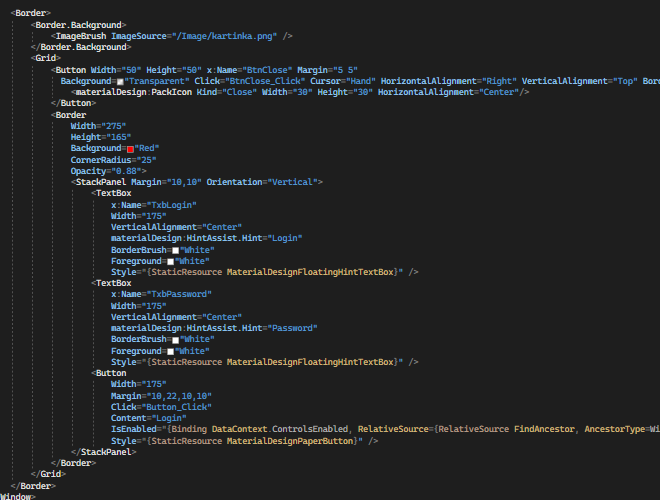 <Border>
<Border.Background>
<ImageBrush ImageSource="/Image/kartinka.png" />
</Border.Background>
<Grid>
<Button Width="50" Height="50" x:Name="BtnClose" Margin="5 5"
Background="Transparent" Click="BtnClose_Click" Cursor="Hand" HorizontalAlignment="Right" VerticalAlignment="Top" Bor
<materialDesign:PackIcon Kind="Close" Width="30" Height="30" HorizontalAlignment="Center"/>
</Button>
<Border
Width="275"
Height="165"
Background="Red"
CornerRadius="25"
Opacity="0.88">
<StackPanel Margin="10,10" Orientation="Vertical">
<TextBox
x:Name="TxbLogin"
Width="175"
VerticalAlignment="Center"
materialDesign:HintAssist.Hint="Login"
BorderBrush="White"
Foreground="White"
Style="{StaticResource MaterialDesignFloatingHintTextBox}" />
<TextBox
x:Name="TxbPassword"
Width="175"
VerticalAlignment="Center"
materialDesign:HintAssist.Hint="Password"
BorderBrush="White"
Foreground="White"
Style="{StaticResource MaterialDesignFloatingHintTextBox}" />
<Button
Width="175"
Margin="10,22,10,10"
Click="Button_Click"
Content="Login"
IsEnabled="{Binding DataContext.ControlsEnabled, RelativeSource={RelativeSource FindAncestor, AncestorType=Wi
Style="{StaticResource MaterialDesignPaperButton}" />
</StackPanel>
</Border>
</Grid>
</Border>
Window>